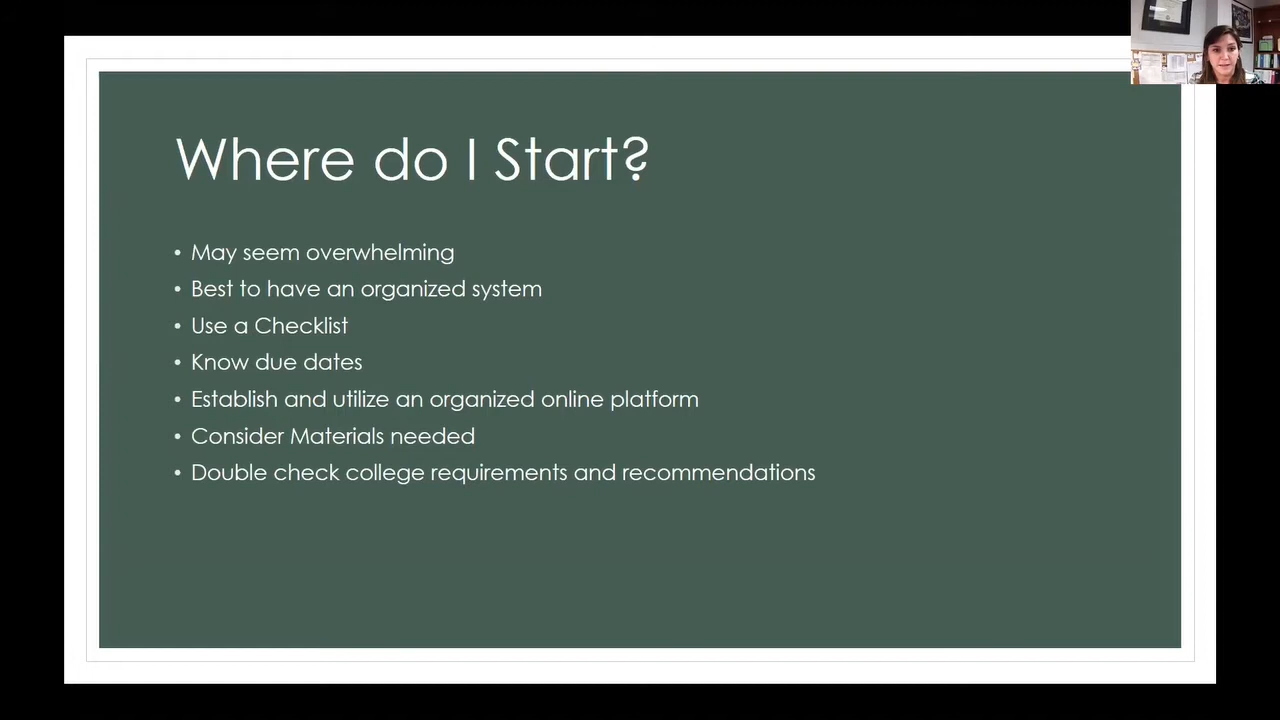 Where do I Start?
• May seem overwhelming
• Best to have an organized system
• Use a Checklist
• Know due dates
• Establish and utilize an organized online platform
• Consider Materials needed
• Double check college requirements and recommendations